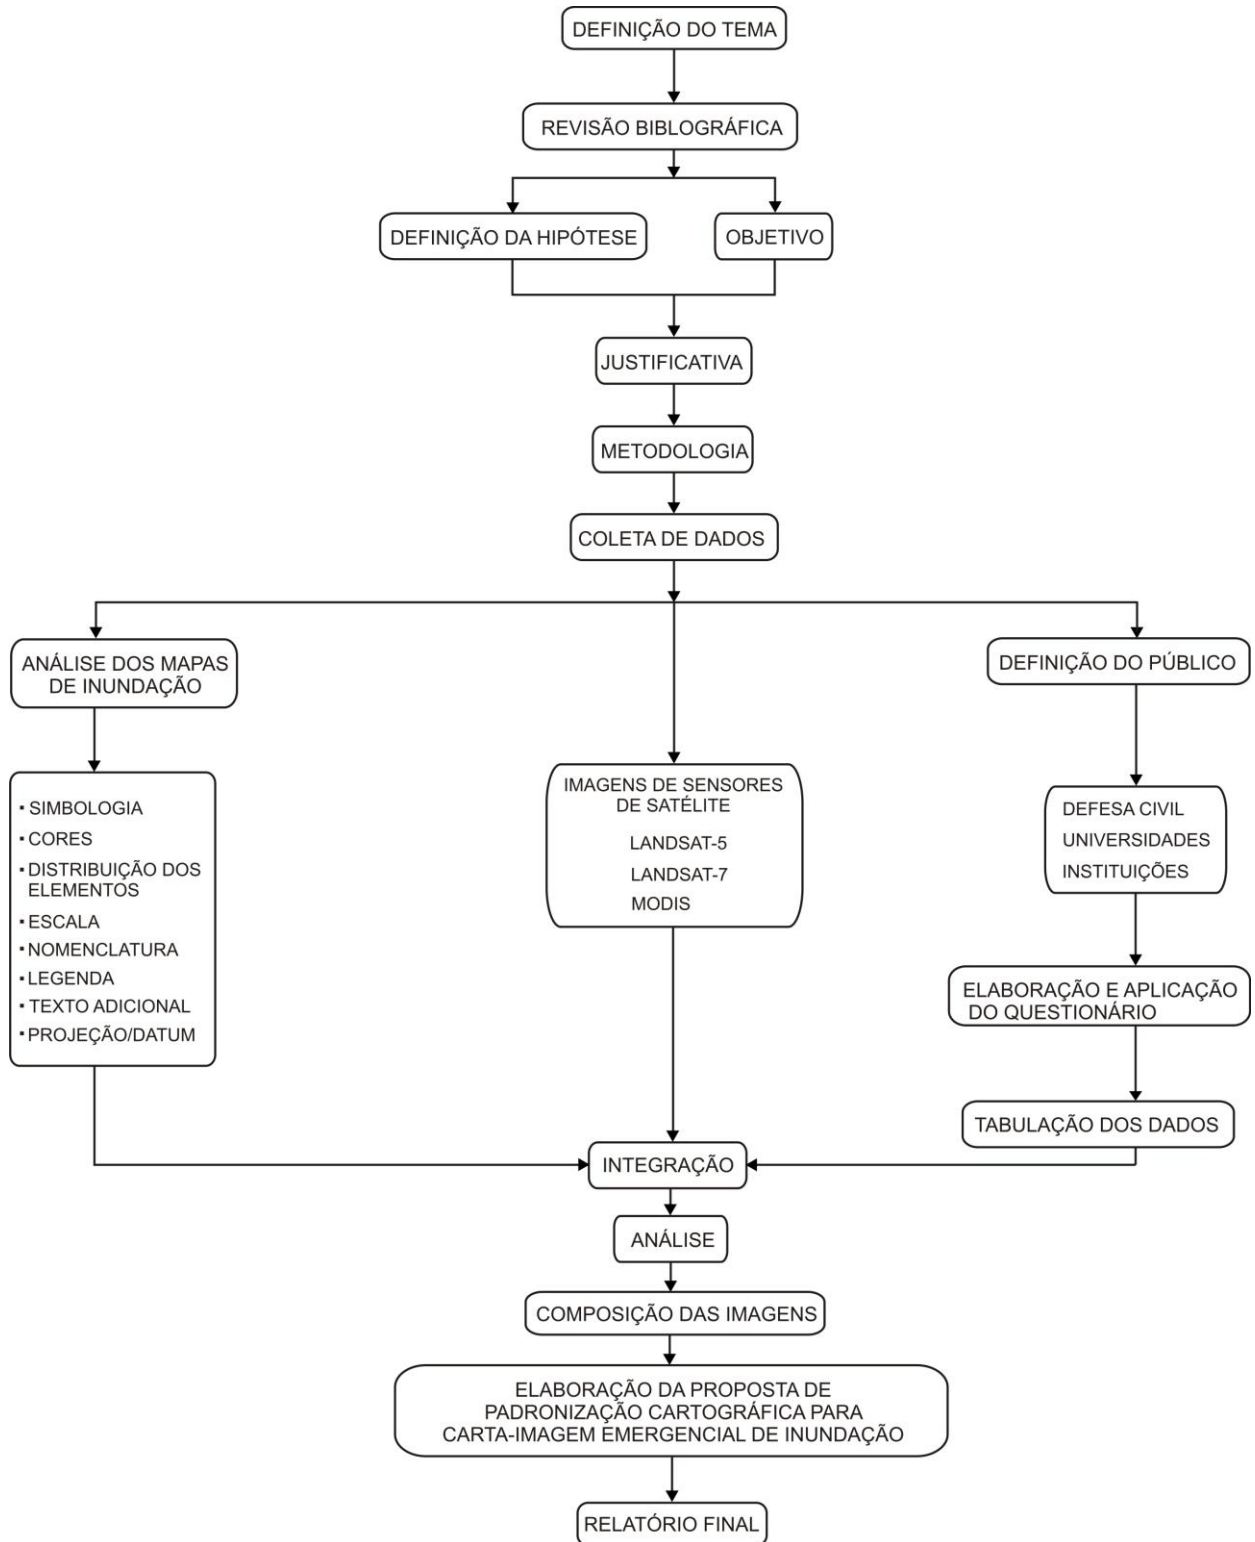 DEFINIÇÃO DO TEMA
REVISÃO BIBLOGRÁFICA
DEFINIÇÃO DA HIPÓTESE
OBJETIVO
JUSTIFICATIVA
METODOLOGIA
COLETA DE DADOS
ANÁLISE DOS MAPAS
DE INUNDAÇÃO
▪ SIMBOLOGIA
▪ CORES
▪ DISTRIBUIÇÃO DOS
ELEMENTOS
▪ ESCALA
▪ NOMENCLATURA
▪ LEGENDA
▪ TEXTO ADICIONAL
▪ PROJEÇÃO/DATUM
IMAGENS DE SENSORES
DE SATÉLITE
LANDSAT-5
LANDSAT-7
MODIS
DEFINIÇÃO DO PÚBLICO
DEFESA CIVIL
UNIVERSIDADES
INSTITUIÇÕES
ELABORAÇÃO E APLICAÇÃO
DO QUESTIONÁRIO
TABULAÇÃO DOS DADOS
INTEGRAÇÃO
ANÁLISE
COMPOSIÇÃO DAS IMAGENS
ELABORAÇÃO DA PROPOSTA DE
PADRONIZAÇÃO CARTOGRÁFICA PARA
CARTA-IMAGEM EMERGENCIAL DE INUNDAÇÃO
RELATÓRIO FINAL